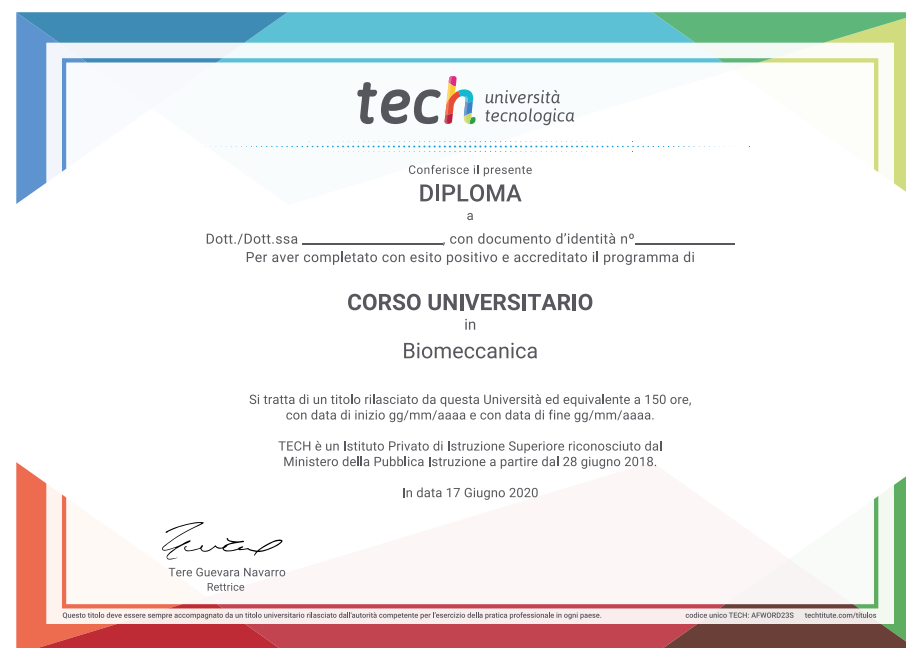 tech università
tecnologica
Conferisce il presente
DIPLOMA
a
Dott./Dott.ssa ____________________, con documento d'identità nº______________
Per aver completato con esito positivo e accreditato il programma di
CORSO UNIVERSITARIO
in
Biomeccanica
Si tratta di un titolo rilasciato da questa Università ed equivalente a 150 ore,
con data di inizio gg/mm/aaaa e con data di fine gg/mm/aaaa.
TECH è un Istituto Privato di Istruzione Superiore riconosciuto dal
Ministero della Pubblica Istruzione a partire dal 28 giugno 2018.
In data 17 Giugno 2020
Tere Guevara Navarro
Rettrice
Questo titolo deve essere sempre accompagnato da un titolo universitario rilasciato dall'autorità competente per l'esercizio della pratica professionale in ogni paese. codice unico TECH: AFWORD23S techtitute.com/titulos